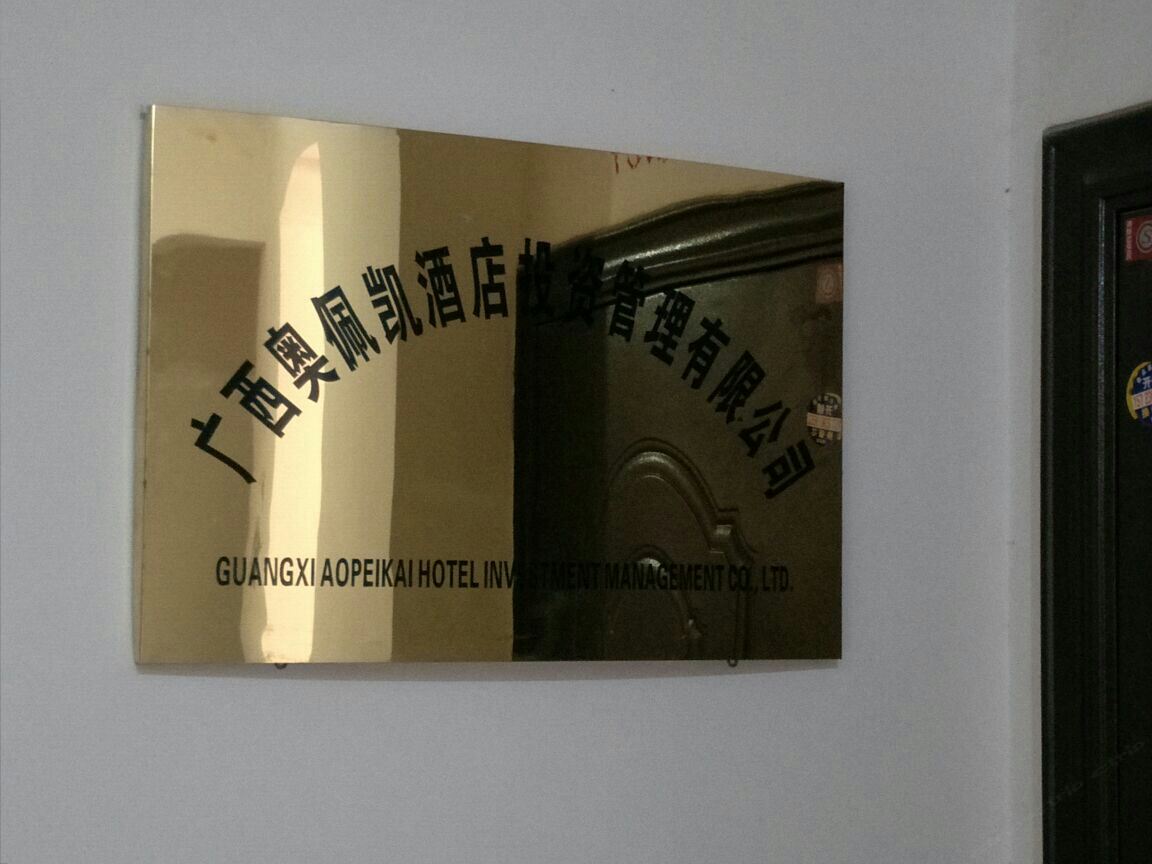 广西奥佩凯酒店投资管理有限公司
GUANGXI AOPEIKAI HOTEL INVESTMENT MANAGEMENT CO., LTD.